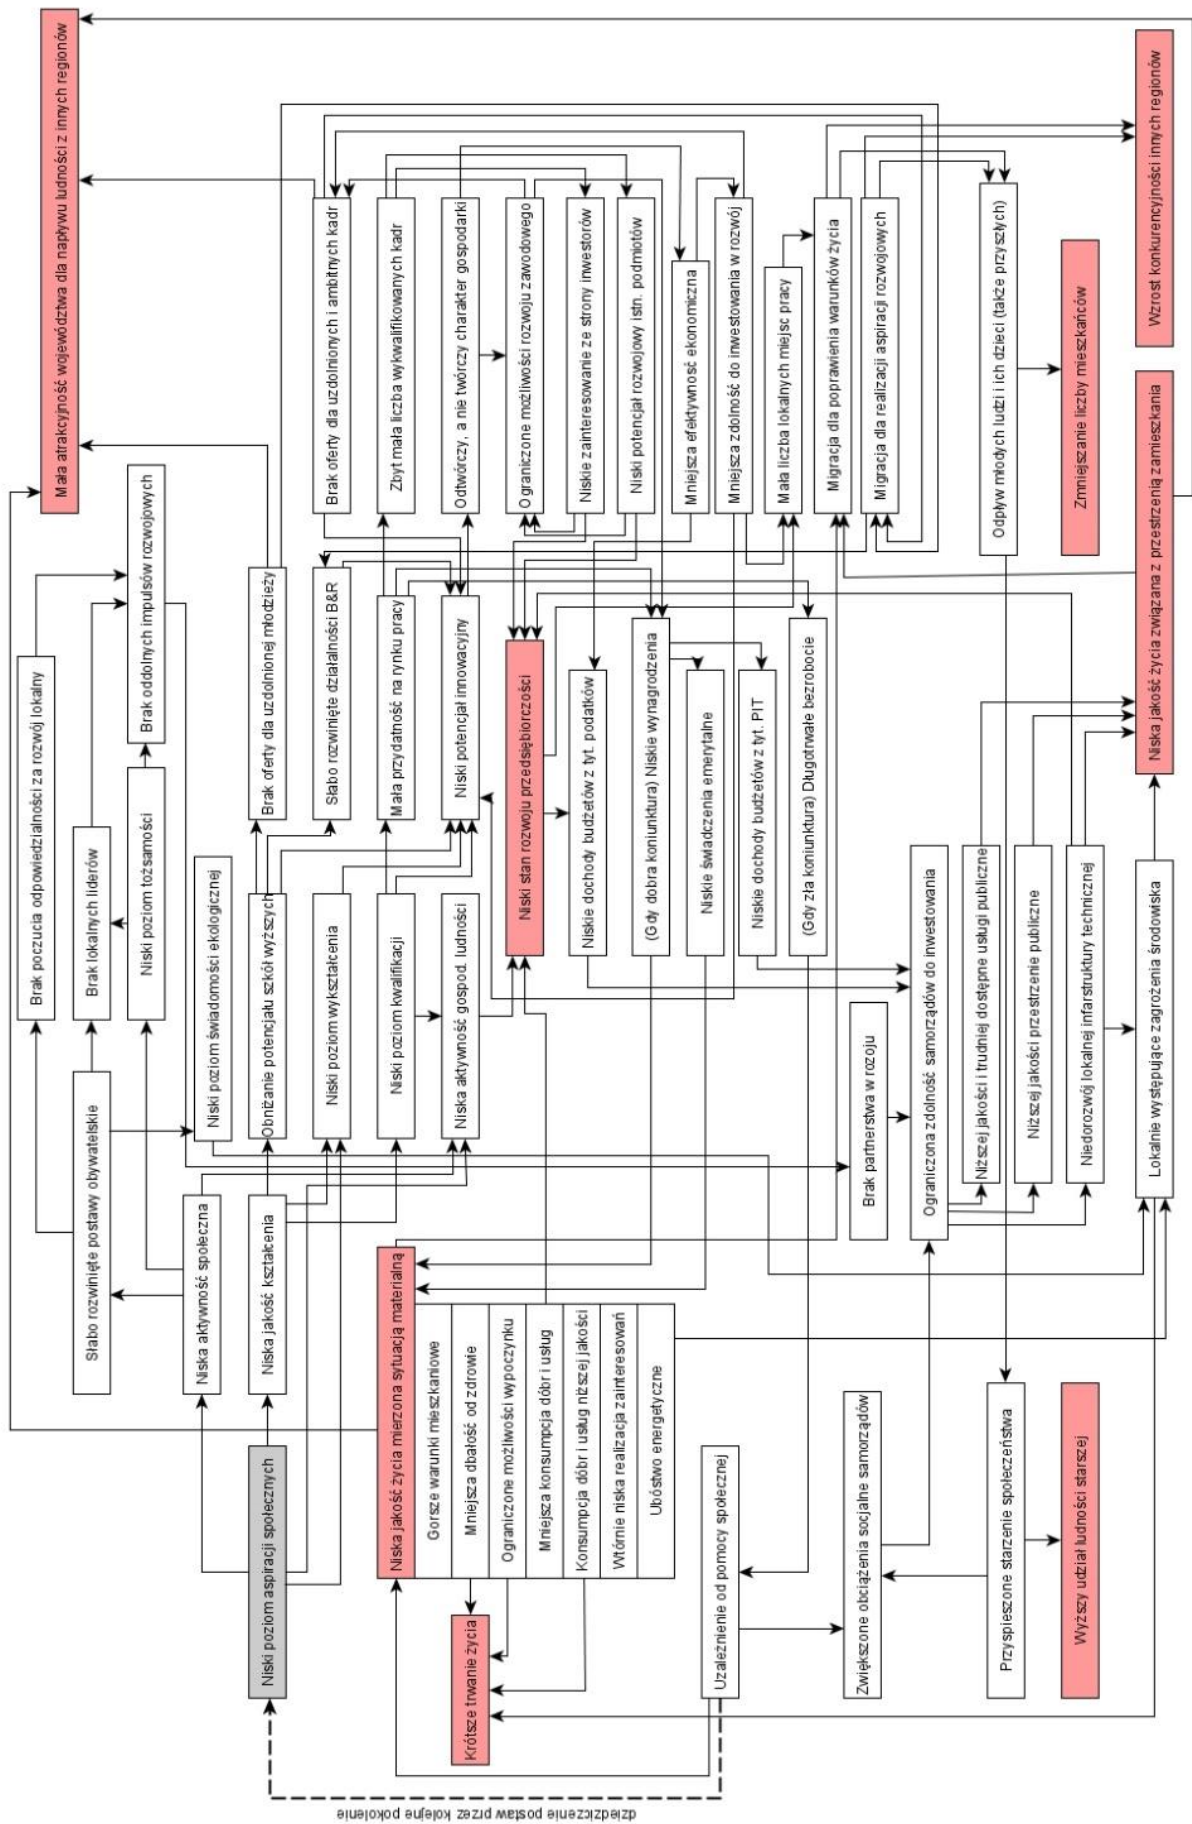 dziedziczenie postaw przez kolejne pokolenie
Niski poziom aspiracji społecznych
Krótsze trwanie życia
Słabo rozwinięte postawy obywatelskie
Niska aktywność społeczna
Niska jakość kształcenia
Niska jakość życia mierzona sytuacją materialną
Gorsze warunki mieszkaniowe
Mniejsza dbałość od zdrowie
Ograniczone możliwości wypoczynku
Mniejsza konsumpcja dóbr i usług
Konsumpcja dóbr i usług niższej jakości
Wtórnie niska realizacja zainteresowań
Ubóstwo energetyczne
Uzależnienie od pomocy społecznej
Zwiększone obciążenia socjalne samorządów
Przyspieszone starzenie społeczeństwa
Wyższy udział ludności starszej
Brak poczucia odpowiedzialności za rozwój lokalny
Brak lokalnych liderów
Niski poziom tożsamości
Niski poziom świadomości ekologicznej
Obniżanie potencjału szkół wyższych
Niski poziom wykształcenia
Niski poziom kwalifikacji
Niska aktywność gospod. ludności
Brak partnerstwa w rozoju
Ograniczona zdolność samorządów do inwestowania
Niższej jakości i trudniej dostępne usługi publiczne
Niższej jakości przestrzenie publiczne
Niedorozwój lokalnej infarstruktury technicznej
Lokalnie występujące zagrożenia środowiska
Brak oddolnych impulsów rozwojowych
Brak oferty dla uzdolnionej młodzieży
Słabo rozwinięte działalności B&R
Mała przydatność na rynku pracy
Niski potencjał innowacyjny
Niski stan rozwoju przedsiębiorczości
Niskie dochody budżetów z tyt. podatków
(Gdy dobra koniunktura) Niskie wynagrodzenia
Niskie świadczenia emerytalne
Niskie dochody budżetów z tyt. PIT
(Gdy zła koniunktura) Długotrwałe bezrobocie
Mała atrakcyjność województwa dla napływu ludności z innych regionów
Brak oferty dla uzdolnionych i ambitnych kadr
Zbyt mała liczba wykwalifikowanych kadr
Odtwórczy, a nie twórczy charakter gospodarki
Ograniczone możliwości rozwoju zawodowego
Niskie zainteresowanie ze strony inwestorów
Niski potencjał rozwojowy istn. podmiotów
Mniejsza efektywność ekonomiczna
Mniejsza zdolność do inwestowania w rozwój
Mała liczba lokalnych miejsc pracy
Migracja dla poprawienia warunków życia
Migracja dla realizacji aspiracji rozwojowych
Odpływ młodych ludzi i ich dzieci (także przyszłych)
Zmniejszanie liczby mieszkańców
Niska jakość życia związana z przestrzenią zamieszkania
Wzrost konkurencyjności innych regionów